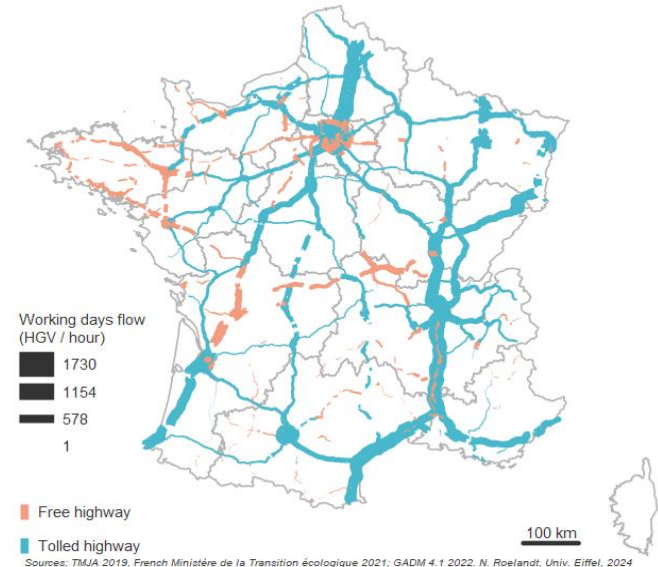 Working days flow
(HGV / hour)
1730
1154
578
1
Free highway
Tolled highway
100 km
Sources: TMJA 2019, French Ministère de la Transition écologique 2021; GADM 4.1 2022. N. Roelandt, Univ. Eiffel, 2024